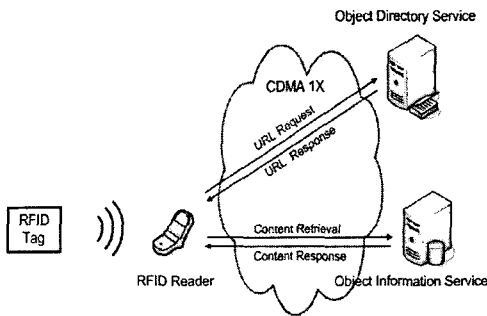 Object Directory Service
CDMA 1X
URL Request
URL Response
RFID
Tag
Content Retrieval
Content Response
RFID Reader
Object Information Service